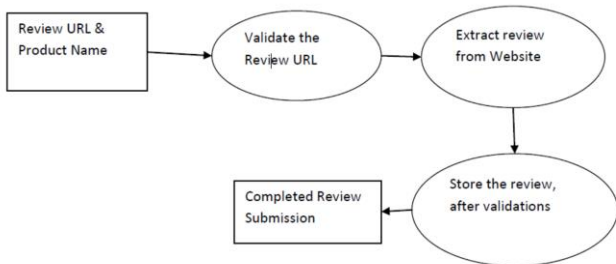 Review URL &
Product Name
Validate the
Review URL
Extract review
from Website
Store the review,
after validations
Completed Review
Submission